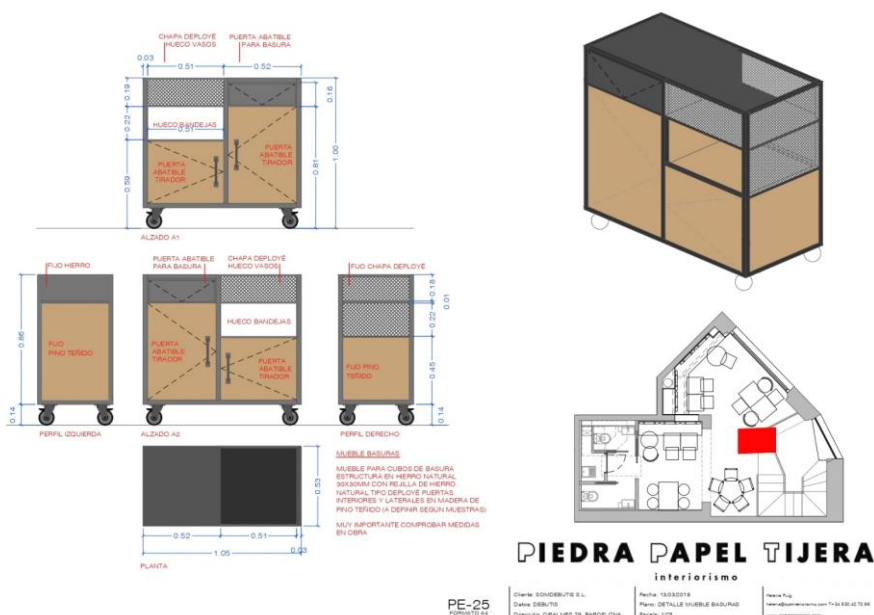 CHAPA DEPLOYÉ
HUECO VASOS
PUERTA ABATIBLE
PARA BASURA
0.03
0.51
0.52
0.19
0.22
0.59
0.16
0.81
1.00
HUECO BANDEJAS
0.51
PUERTA
ABATIBLE
TIRADOR
PUERTA
ABATIBLE
TIRADOR
ALZADO A1
FIJO HIERRO
PUERTA ABATIBLE
PARA BASURA
CHAPA DEPLOYÉ
HUECO VASOS
FIJO CHAPA DEPLOYÉ
0.86
0.14
FIJO
PINO TEÑIDO
PUERTA
ABATIBLE
TIRADOR
HUECO BANDEJAS
PUERTA
ABATIBLE
TIRADOR
FIJO PINO
TEÑIDO
0.18
0.01
0.22
0.45
0.14
PERFIL IZQUIERDA
ALZADO A2
PERFIL DERECHO
0.53
0.52
0.51
1.05
0.03
PLANTA
MUEBLE BASURAS
MUEBLE PARA CUBOS DE BASURA
ESTRUCTURA EN HIERRO NATURAL
30X30MM CON REJILLA DE HIERRO
NATURAL TIPO DEPLOYÉ PUERTAS
INTERIORES Y LATERALES EN MADERA DE
PINO TEÑIDO (A DEFINIR SEGÚN MUESTRAS)
MUY IMPORTANTE COMPROBAR MEDIDAS
EN OBRA
PIEDRA PAPEL TIJERA
interiorismo
PE-25
FORMATO A4
Cliente: SOMDEBUTIS S.L.
Datos: DEBUTIS
Fecha: 13/03/2018
Plano: DETALLE MUEBLE BASURAS
Helena Puig